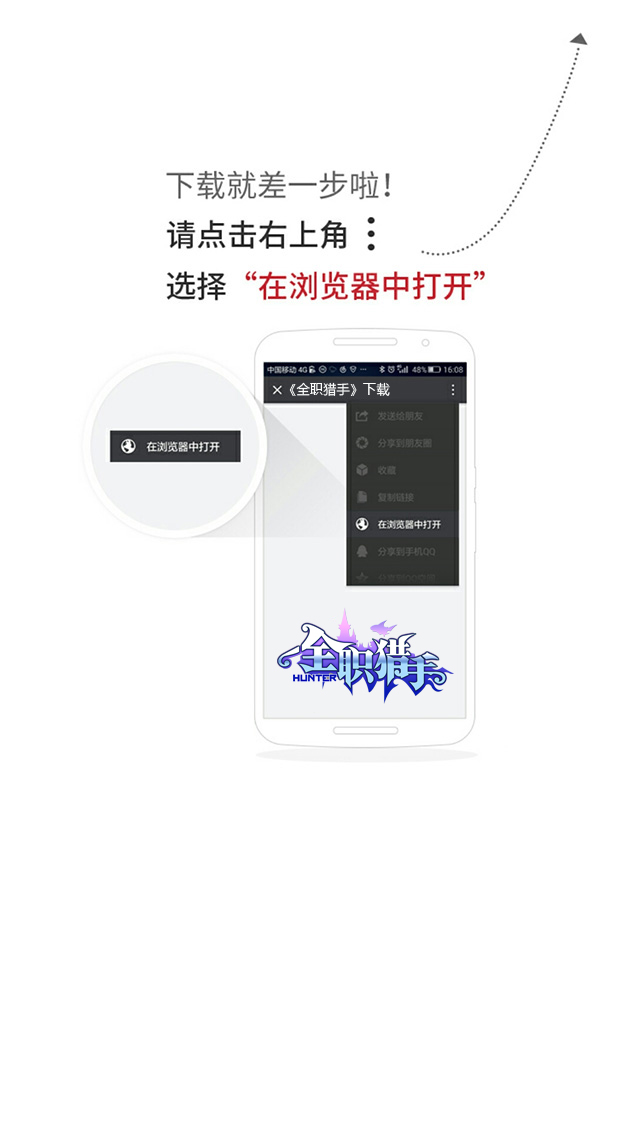 下载就差一步啦！
请点击右上角
选择“在浏览器中打开”
中国移动 4G 48% 16:08
《全职猎手》下载
发送给朋友
分享到朋友圈
收藏
复制链接
在浏览器中打开
在浏览器中打开
分享到手机QQ
全职猎手
HUNTER